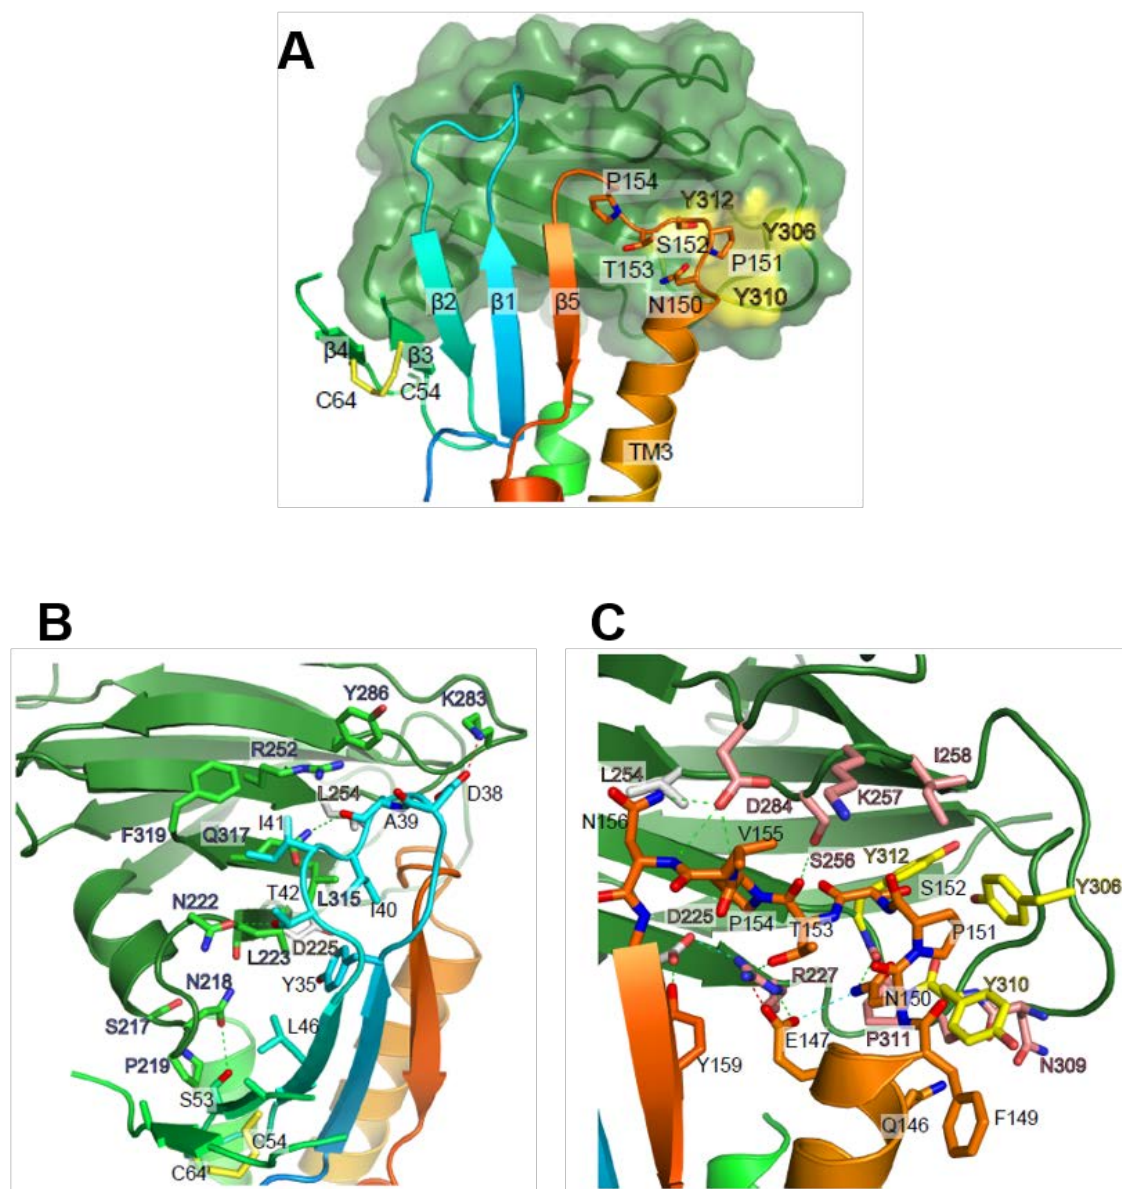 A
P154
Y312
Y306
S152
P151
T153
N150
Y310
β2
β1
β5
β4
β3
C64
C54
TM3
B
Y286
K283
R252
L254
D38
A39
F319
Q317
I41
T42
L315
I40
N222
L223
D225
Y35
N218
S217
L46
P219
S53
C54
C64
C
L254
I258
K257
D284
N156
V155
S256
Y312
S152
Y306
D225
P154
T153
P151
R227
N150
Y310
E147
P311
N309
Y159
Q146
F149